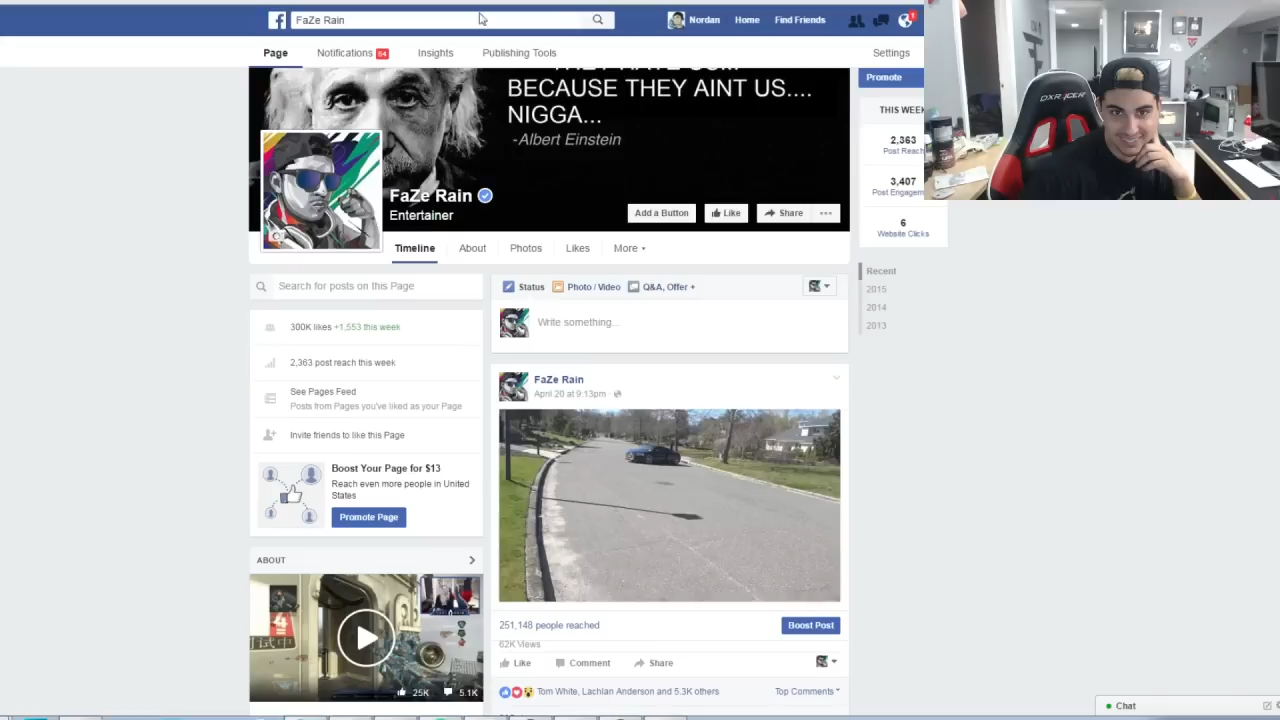 FaZe Rain
Nordan
Home
Find Friends
1
Page
Notifications 54
Insights
Publishing Tools
Settings
BECAUSE THEY AINT US....
NIGGA...
-Albert Einstein
FaZe Rain
Entertainer
Add a Button
Like
Share
Promote
THIS WEEK
2,363
Post Reach
3,407
Post Engagem
6
Website Clicks
DXRACER
Timeline
About
Photos
Likes
More
Recent
2015
2014
2013
Search for posts on this Page
300K likes +1,553 this week
2,363 post reach this week
See Pages Feed
Posts from Pages you've liked as your Page
Invite friends to like this Page
Boost Your Page for $13
Reach even more people in United
States
Promote Page
ABOUT
25K
5.1K
Status
Photo / Video
Q&A, Offer +
Write something...
FaZe Rain
April 20 at 9:13pm
251,148 people reached
Boost Post
62K Views
Like
Comment
Share
Tom White, Lachlan Anderson and 5.3K others
Top Comments
Chat